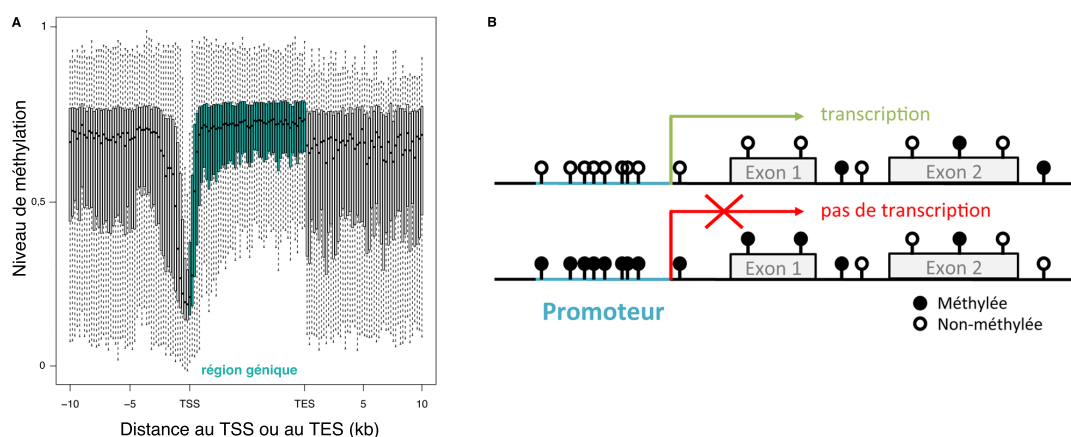 A
Niveau de méthylation
1
0.5
0
région génique
−10
−5
TSS
TES
5
10
Distance au TSS ou au TES (kb)
B
transcription
Exon 1
Exon 2
pas de transcription
Exon 1
Exon 2
Promoteur
Méthylée
Non-méthylée